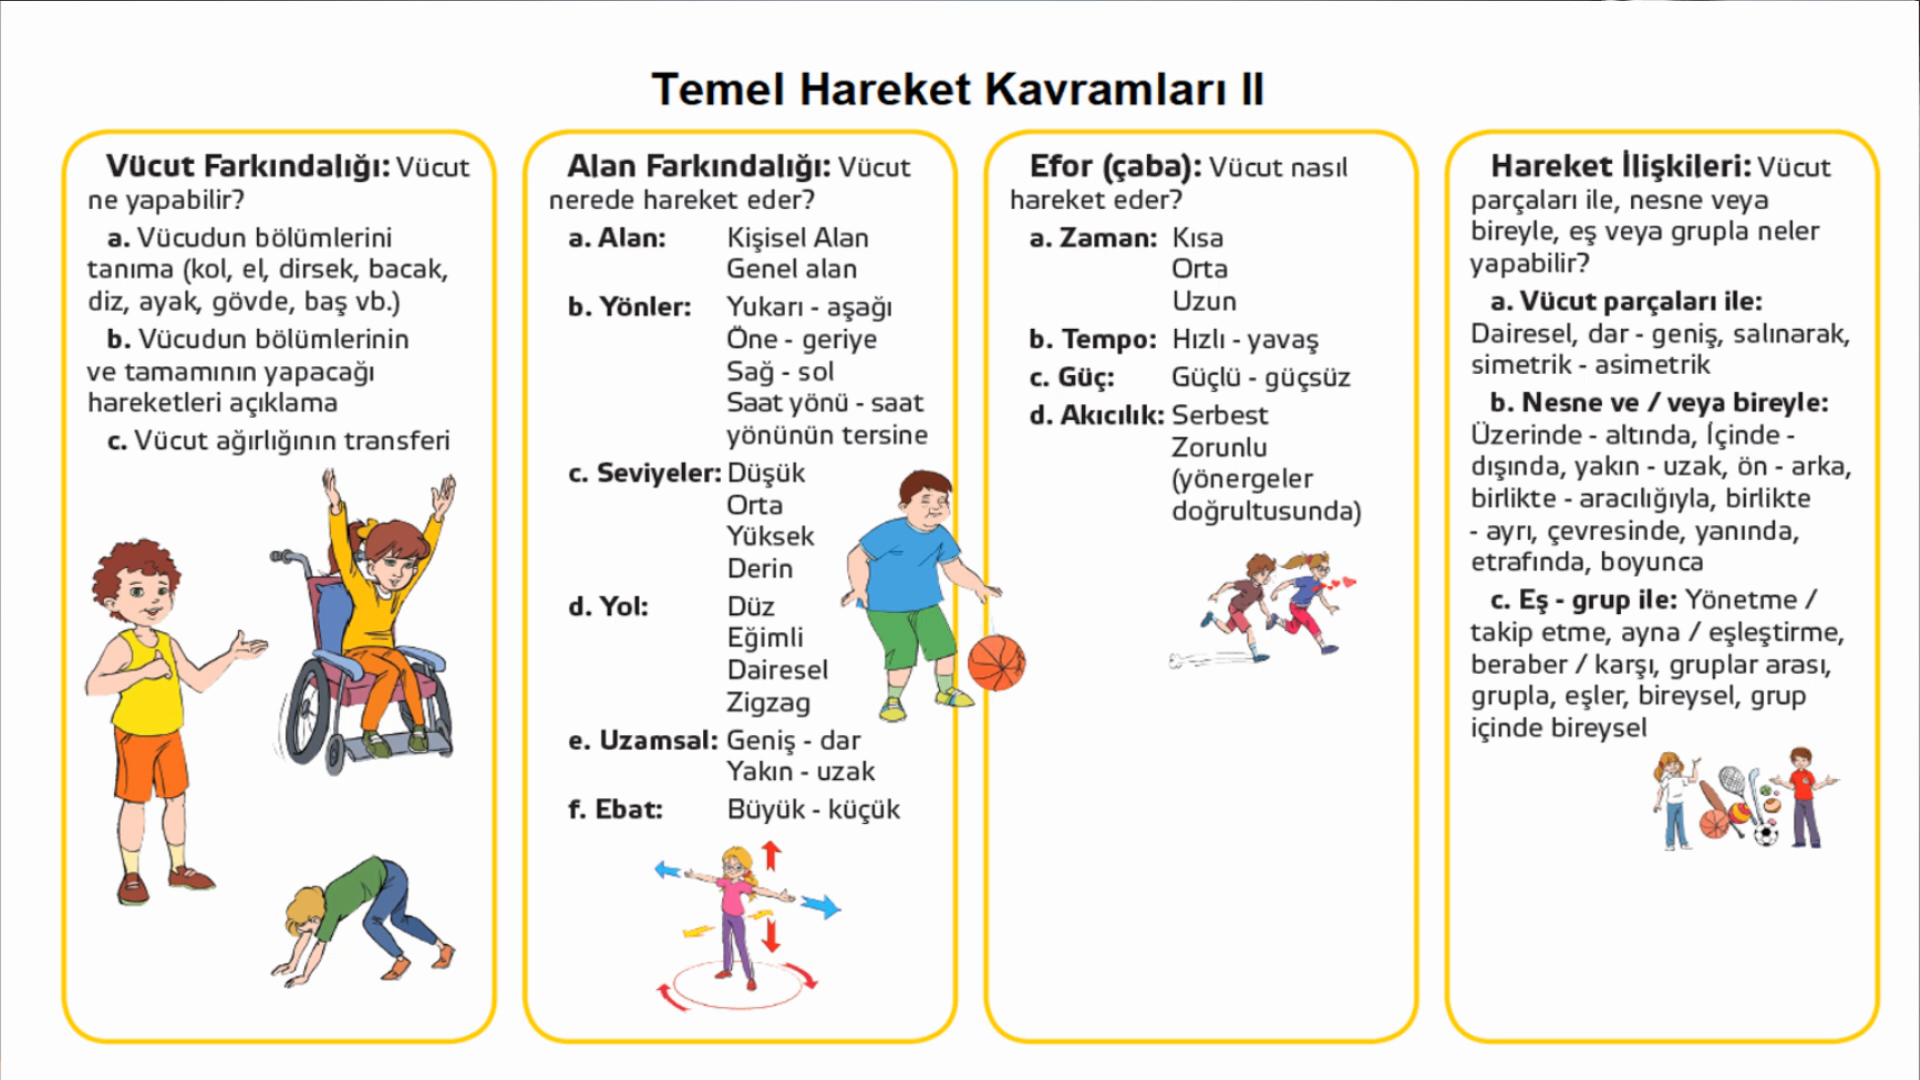 Temel Hareket Kavramları II
Vücut Farkındalığı: Vücut
ne yapabilir?
a. Vücudun bölümlerini
tanıma (kol, el, dirsek, bacak,
diz, ayak, gövde, baş vb.)
b. Vücudun bölümlerinin
ve tamamının yapacağı
hareketleri açıklama
c. Vücut ağırlığının transferi
Alan Farkındalığı: Vücut
nerede hareket eder?
a. Alan: Kişisel Alan
Genel alan
b. Yönler: Yukarı - aşağı
Öne - geriye
Sağ - sol
Saat yönü - saat
yönünün tersine
c. Seviyeler: Düşük
Orta
Yüksek
Derin
d. Yol: Düz
Eğimli
Dairesel
Zigzag
e. Uzamsal: Geniş - dar
Yakın - uzak
f. Ebat: Büyük - küçük
Efor (çaba): Vücut nasıl
hareket eder?
a. Zaman: Kısa
Orta
Uzun
b. Tempo: Hızlı - yavaş
c. Güç: Güçlü - güçsüz
d. Akıcılık: Serbest
Zorunlu
(yönergeler
doğrultusunda)
Hareket İlişkileri: Vücut
parçaları ile, nesne veya
bireyle, eş veya grupla neler
yapabilir?
a. Vücut parçaları ile:
Dairesel, dar - geniş, salınarak,
simetrik - asimetrik
b. Nesne ve / veya bireyle:
Üzerinde - altında, İçinde -
dışında, yakın - uzak, ön - arka,
birlikte - aracılığıyla, birlikte
- ayrı, çevresinde, yanında,
etrafında, boyunca
c. Eş - grup ile: Yönetme /
takip etme, ayna / eşleştirme,
beraber / karşı, gruplar arası,
grupla, eşler, bireysel, grup
içinde bireysel